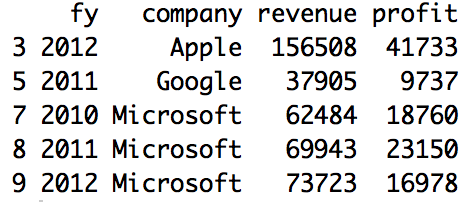 fy company revenue profit
3 2012 Apple 156508 41733
5 2011 Google 37905 9737
7 2010 Microsoft 62484 18760
8 2011 Microsoft 69943 23150
9 2012 Microsoft 73723 16978